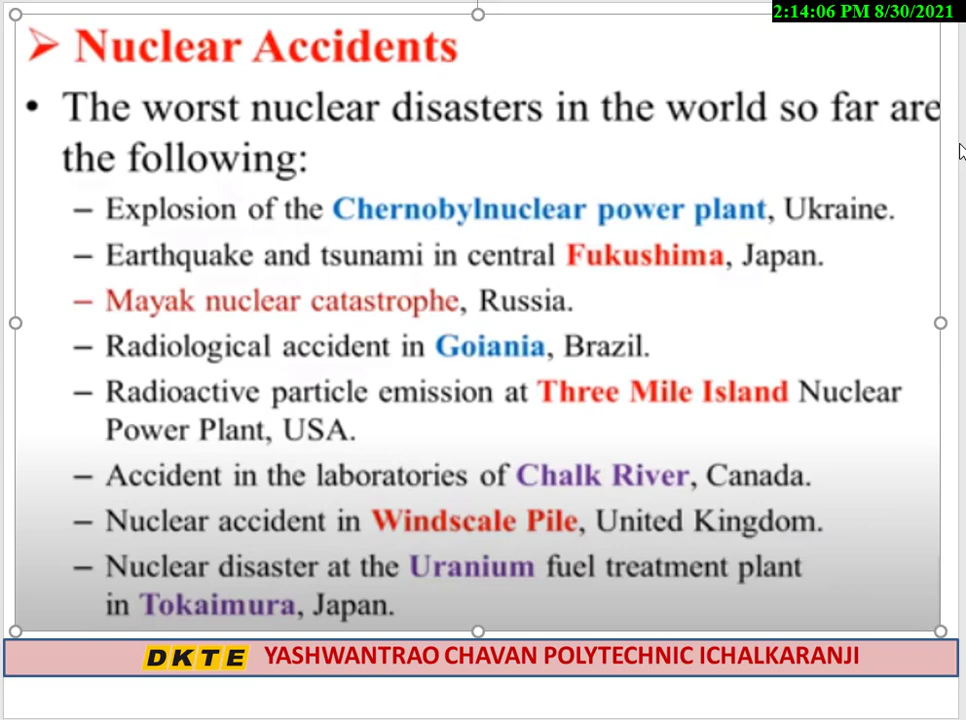 2:14:06 PM 8/30/2021
➢ Nuclear Accidents
• The worst nuclear disasters in the world so far are
the following:
– Explosion of the Chernobylnuclear power plant, Ukraine.
– Earthquake and tsunami in central Fukushima, Japan.
– Mayak nuclear catastrophe, Russia.
– Radiological accident in Goiania, Brazil.
– Radioactive particle emission at Three Mile Island Nuclear
Power Plant, USA.
– Accident in the laboratories of Chalk River, Canada.
– Nuclear accident in Windscale Pile, United Kingdom.
– Nuclear disaster at the Uranium fuel treatment plant
in Tokaimura, Japan.
DKTE YASHWANTRAO CHAVAN POLYTECHNIC ICHALKARANJI